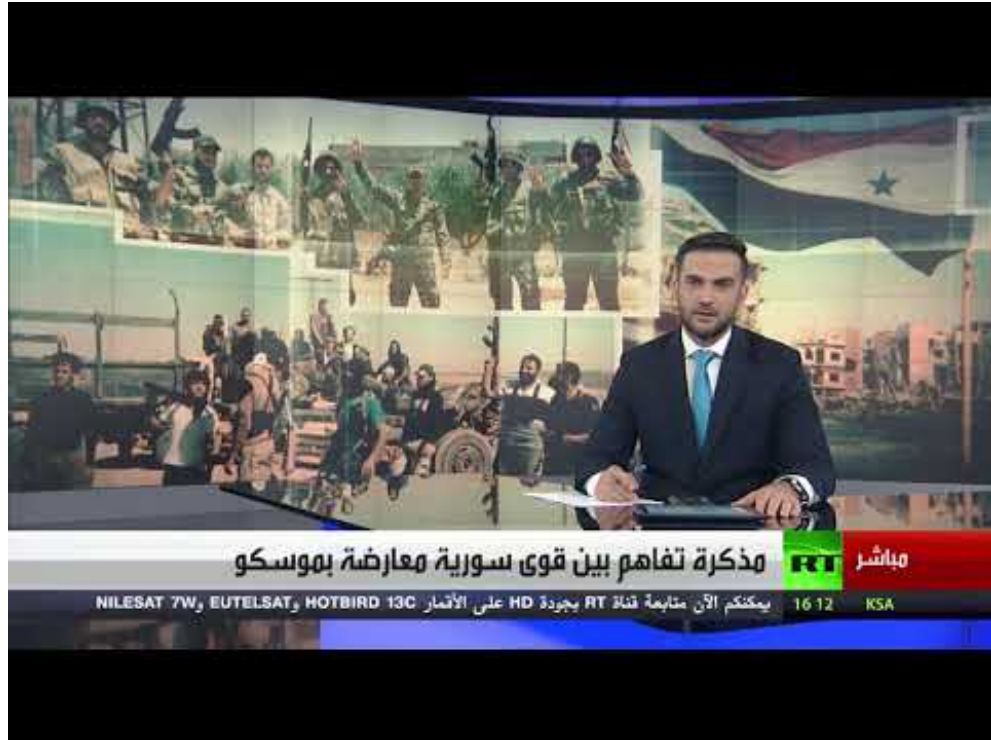 مباشر
RT
مذكرة تفاهم بين قوى سورية معارضة بموسكو
KSA 16 12
يمكنكم الآن متابعة قناة RT بجودة HD على الأقمار HOTBIRD 13C وEUTELSAT وNILESAT 7W